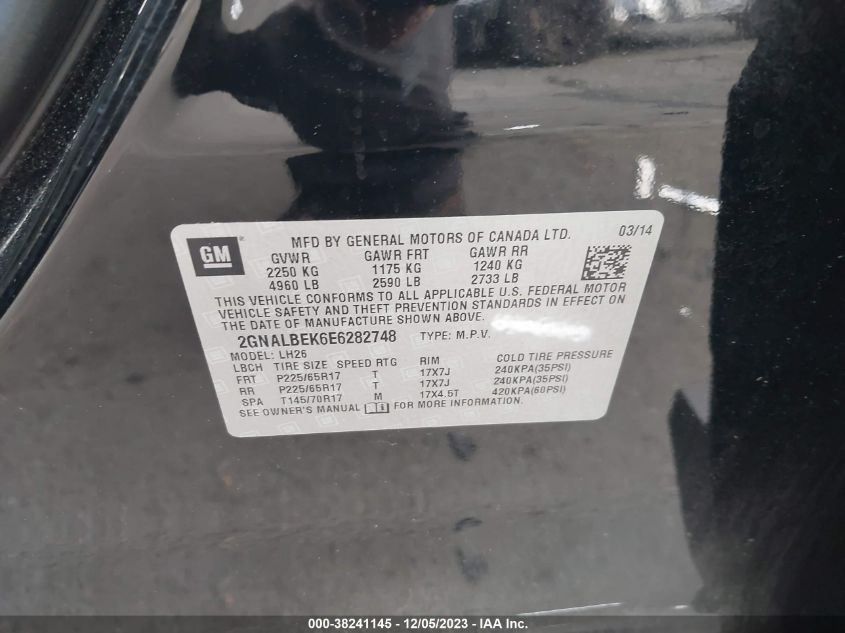 GM
MFD BY GENERAL MOTORS OF CANADA LTD. 03/14
GVWR GAWR FRT GAWR RR
2250 KG 1175 KG 1240 KG
4960 LB 2590 LB 2733 LB
THIS VEHICLE CONFORMS TO ALL APPLICABLE U.S. FEDERAL MOTOR
VEHICLE SAFETY AND THEFT PREVENTION STANDARDS IN EFFECT ON
THE DATE OF MANUFACTURE SHOWN ABOVE.
2GNALBEK6E6282748 TYPE: M.P.V.
MODEL: LH26
LBCH TIRE SIZE SPEED RTG RIM COLD TIRE PRESSURE
FRT P225/65R17 T 17X7J 240KPA(35PSI)
RR P225/65R17 T 17X7J 240KPA(35PSI)
SPA T145/70R17 M 17X4.5T 420KPA(60PSI)
SEE OWNER'S MANUAL FOR MORE INFORMATION.
000-38241145 - 12/05/2023 - IAA Inc.